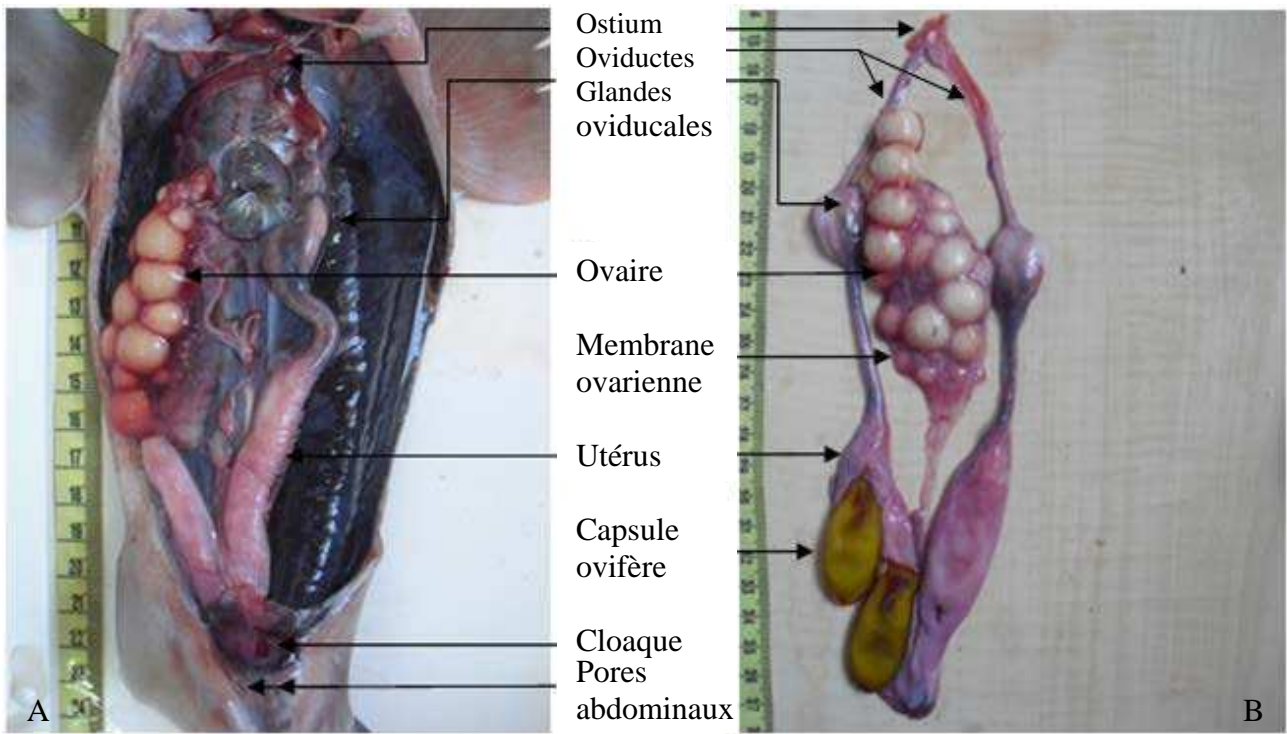 Ostium
Oviductes
Glandes
oviducales
Ovaire
Membrane
ovarienne
Utérus
Capsule
ovifère
Cloaque
Pores
abdominaux
A
B